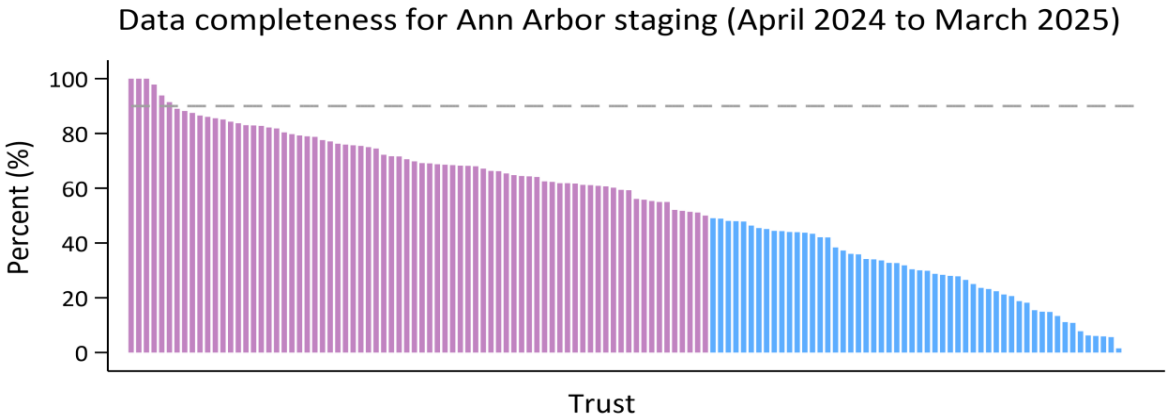 Data completeness for Ann Arbor staging (April 2024 to March 2025)
Percent (%)
100
80
60
40
20
0
Trust